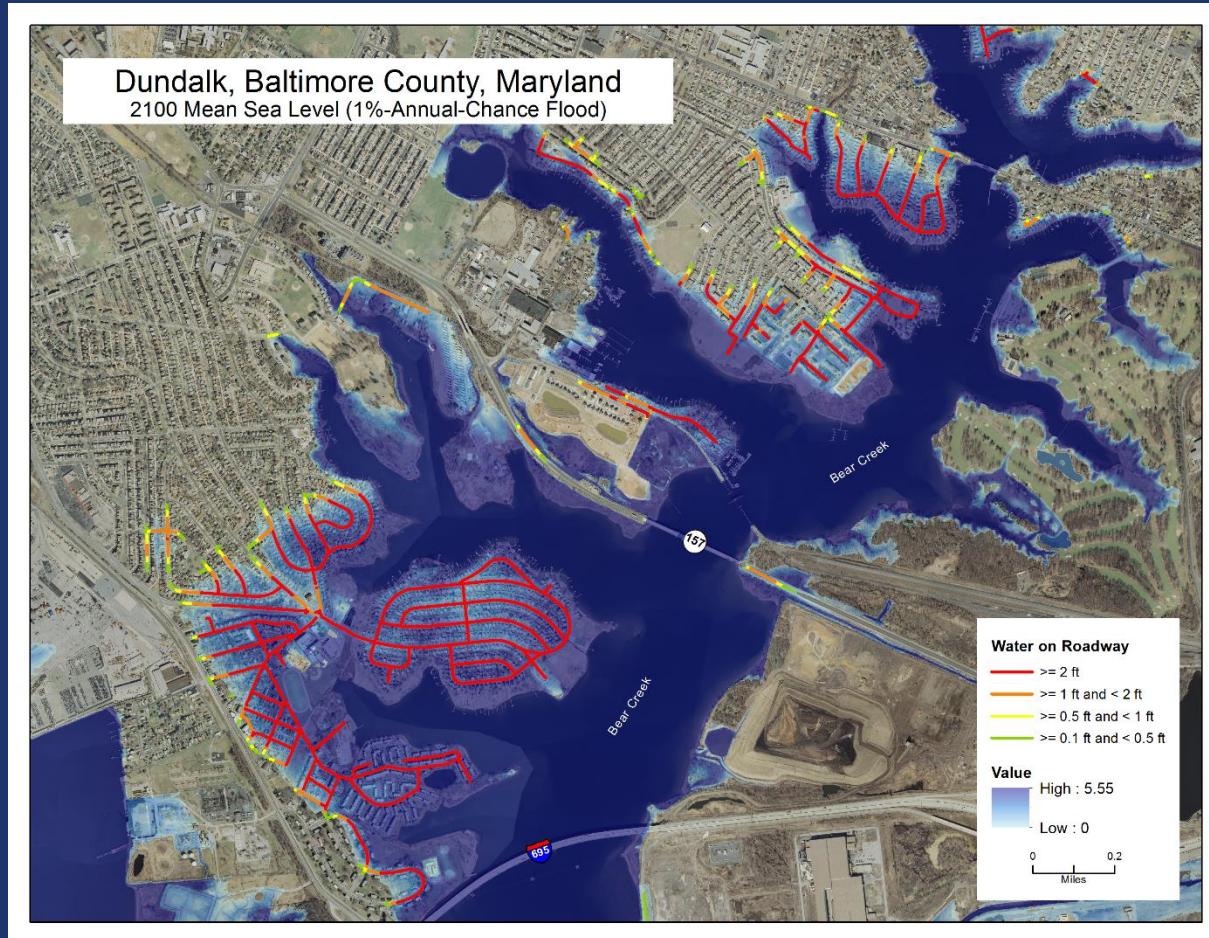 Dundalk, Baltimore County, Maryland
2100 Mean Sea Level (1%-Annual-Chance Flood)
Bear Creek
157
Bear Creek
695
Water on Roadway
>= 2 ft
>= 1 ft and < 2 ft
>= 0.5 ft and < 1 ft
>= 0.1 ft and < 0.5 ft
Value
High : 5.55
Low : 0
0 0.2
Miles